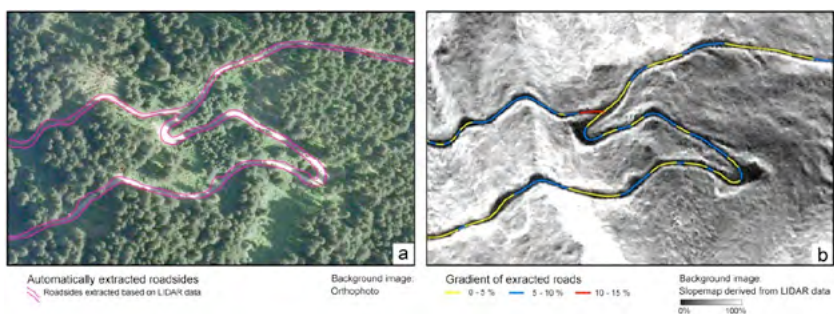 a
b
Automatically extracted roadsides
Roadsides extracted based on LIDAR data
Background image:
Orthophoto
Gradient of exracted roads
0 - 5 %
5 - 10 %
10 - 15 %
Background image:
Slopemap derived from LIDAR data
0%
100%